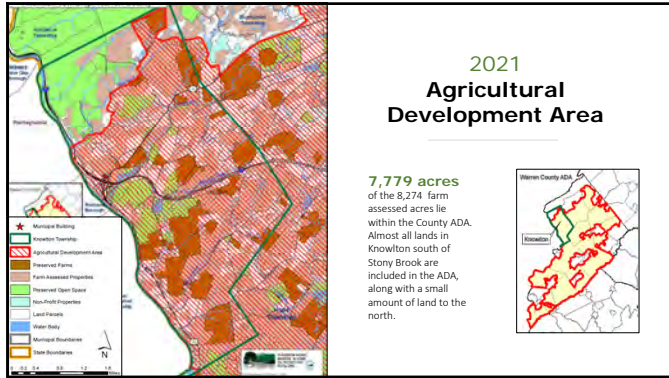 2021
Agricultural
Development Area
7,779 acres
of the 8,274 farm
assessed acres lie
within the County ADA.
Almost all lands in
Knowlton south of
Stony Brook are
included in the ADA,
along with a small
amount of land to the
north.
Warren County ADA
Knowlton
Pennsylvania
Township
Municipal Building
Knowlton Township
Agricultural Development Area
Preserved Farms
Farm Assessed Properties
Preserved Open Space
Non-Profit Properties
Land Parcels
Water Body
Municipal Boundaries
State Boundaries
N